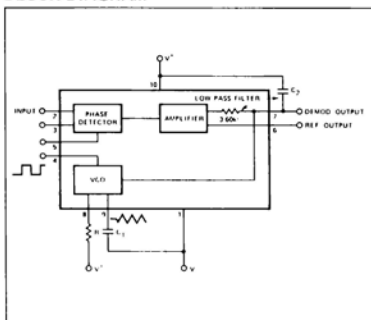 V+
10
C2
LOW PASS FILTER
INPUT
2
PHASE
DETECTOR
AMPLIFIER
3.60k
7
DEMOD OUTPUT
3
6
REF OUTPUT
5
4
VCO
8
9
1
R
C1
V+
V